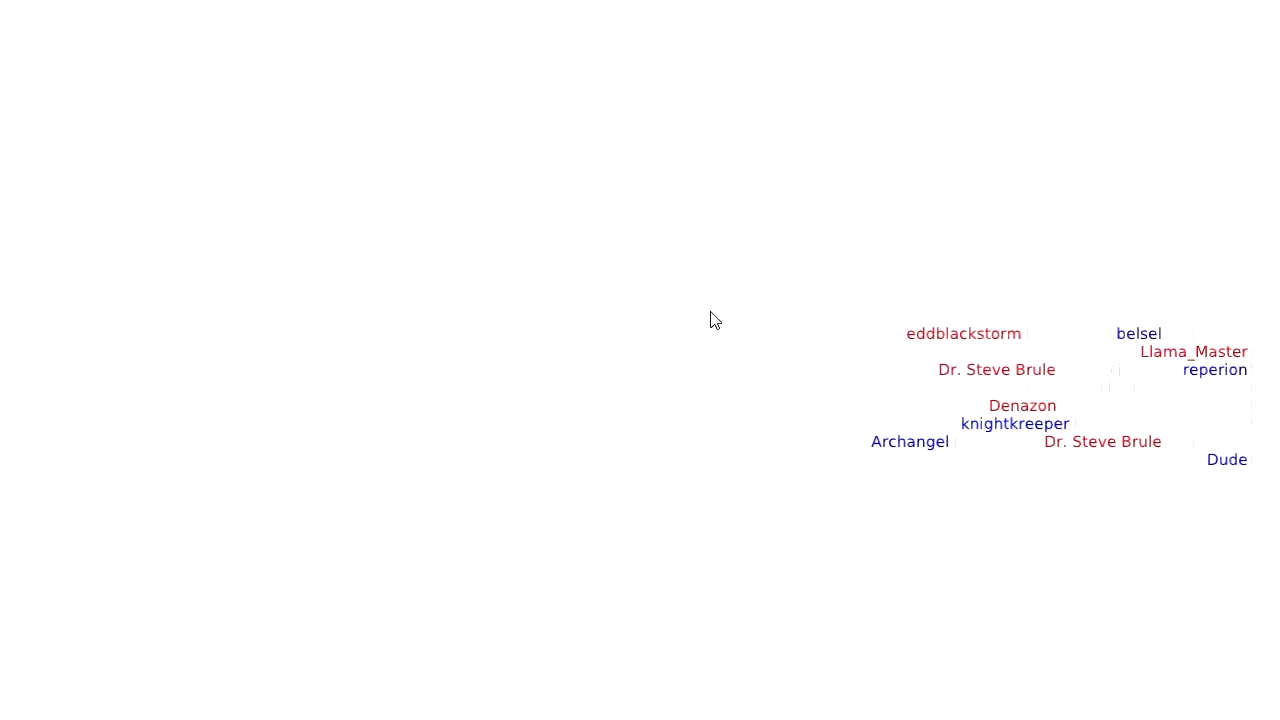 eddblackstorm belsel
Llama_Master
Dr. Steve Brule reperion
Denazon
knightkreeper
Archangel Dr. Steve Brule
Dude